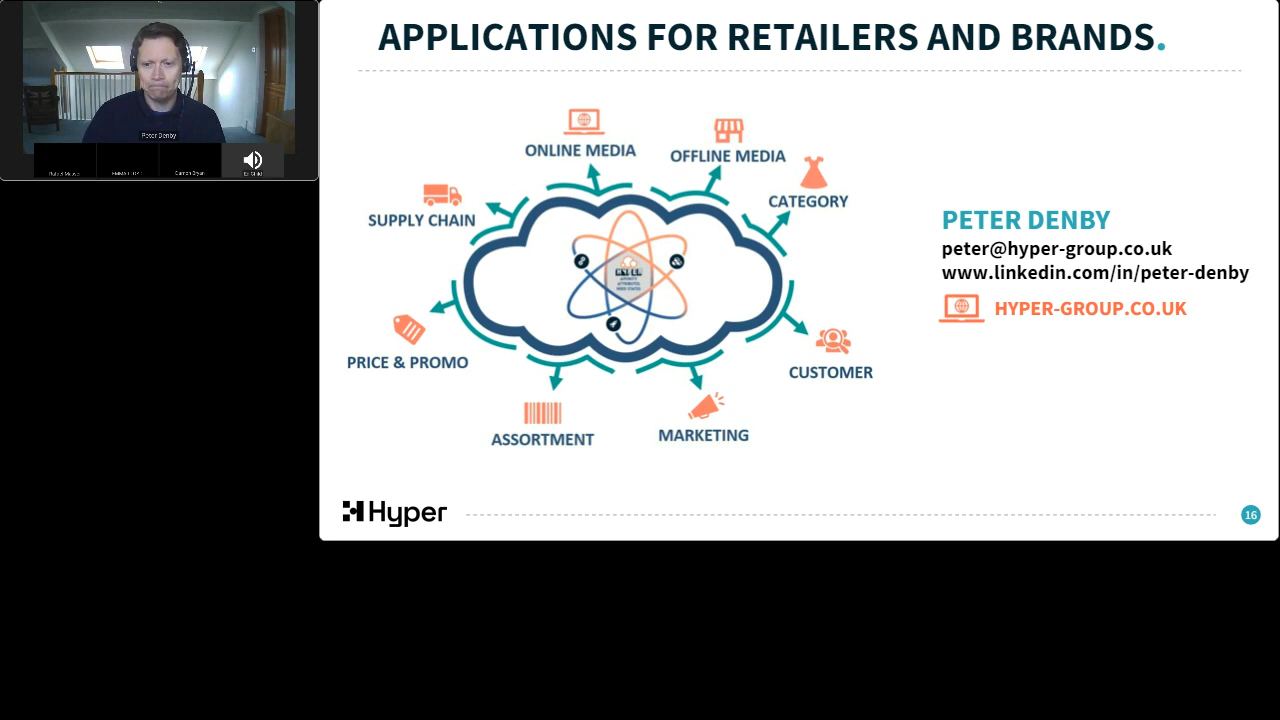 APPLICATIONS FOR RETAILERS AND BRANDS.
Peter Denby
ONLINE MEDIA
OFFLINE MEDIA
CATEGORY
SUPPLY CHAIN
PRICE & PROMO
CUSTOMER
ASSORTMENT
MARKETING
PETER DENBY
peter@hyper-group.co.uk
www.linkedin.com/in/peter-denby
HYPER-GROUP.CO.UK
Hyper
16